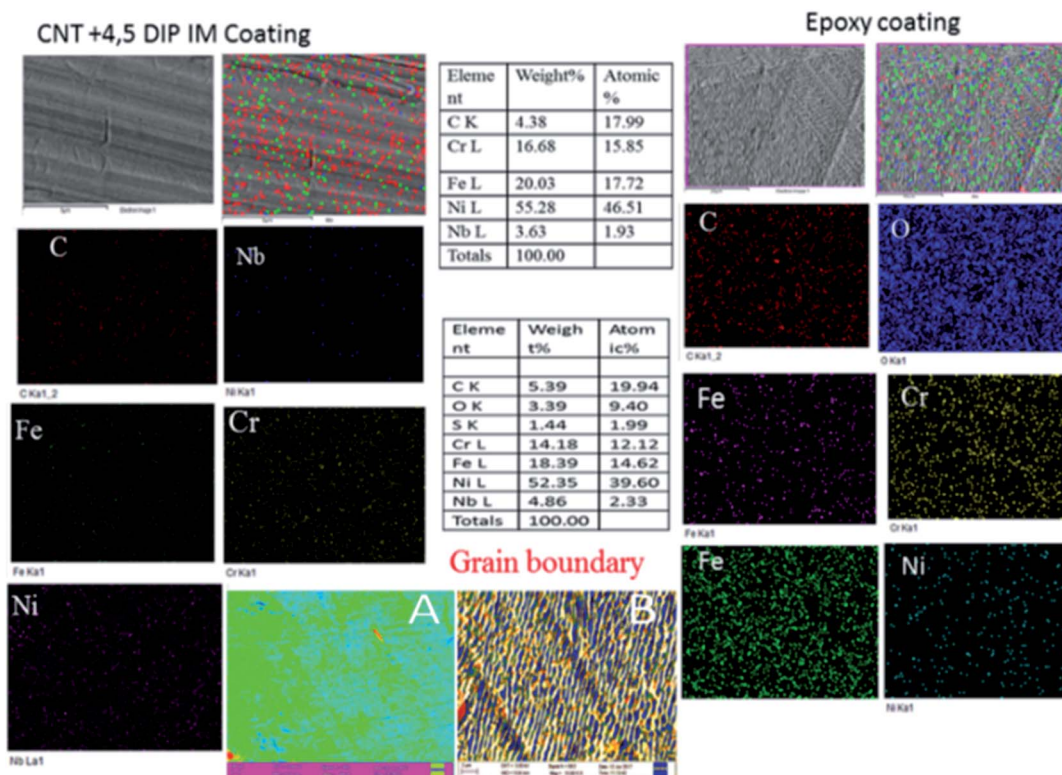 CNT +4,5 DIP IM Coating
Epoxy coating
Eleme nt Weight% Atomic %
C K 4.38 17.99
Cr L 16.68 15.85
Fe L 20.03 17.72
Ni L 55.28 46.51
Nb L 3.63 1.93
Totals 100.00
C
Nb
C Ka1_2
Ni Ka1
Fe
Cr
Fe Ka1
Cr Ka1
Ni
Nb La1
Eleme nt Weigh t% Atom ic%
C K 5.39 19.94
O K 3.39 9.40
S K 1.44 1.99
Cr L 14.18 12.12
Fe L 18.39 14.62
Ni L 52.35 39.60
Nb L 4.86 2.33
Totals 100.00
Grain boundary
A
B
C
O
C Ka1_2
O Ka1
Fe
Cr
Fe Ka1
Cr Ka1
Fe
Ni
Ni Ka1